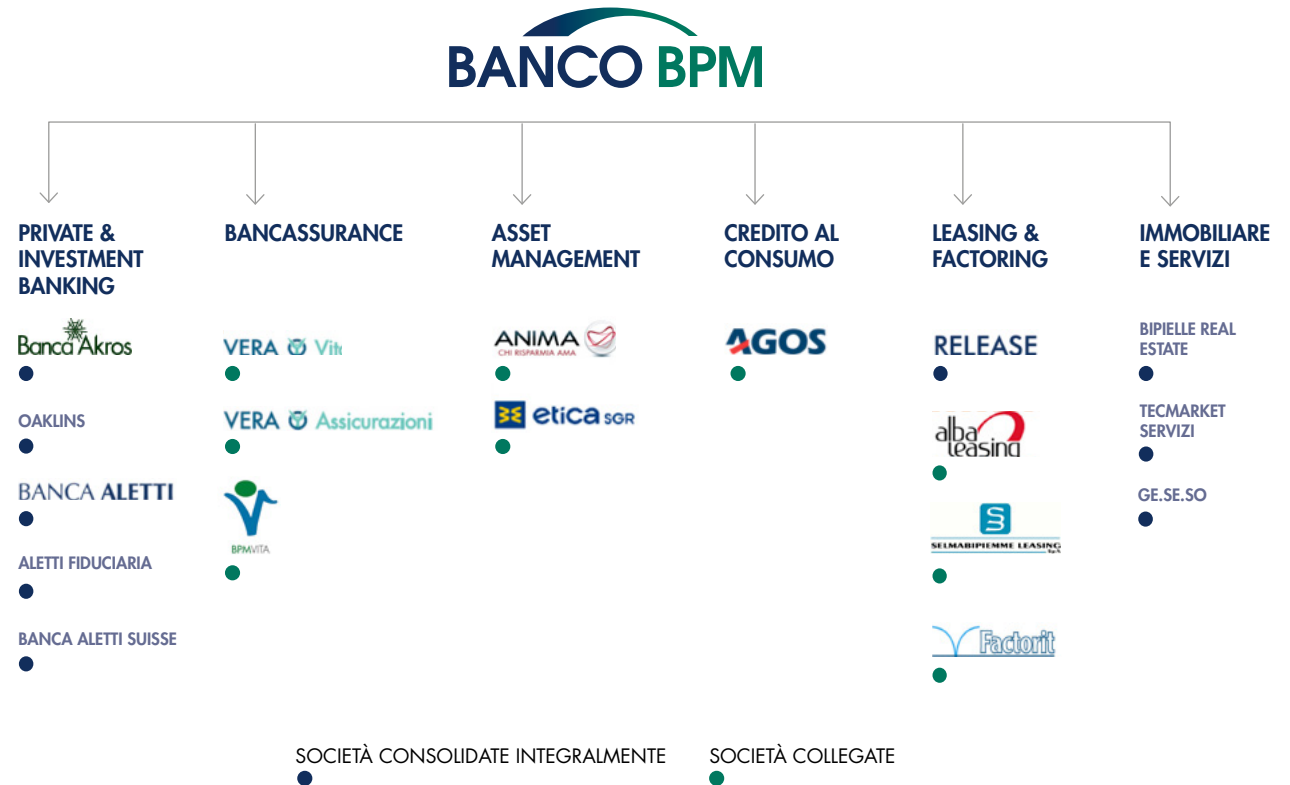 BANCO BPM
PRIVATE &
INVESTMENT
BANKING
Banca Akros
OAKLINS
BANCA ALETTI
ALETTI FIDUCIARIA
BANCA ALETTI SUISSE
BANCASSURANCE
VERA Vita
VERA Assicurazioni
BPMVITA
ASSET
MANAGEMENT
ANIMA
CHI RISPARMIA AMA
etica SGR
CREDITO AL
CONSUMO
AGOS
LEASING &
FACTORING
RELEASE
alba
leasing
SELMABIPIEMME LEASING
S.p.A.
Factorit
IMMOBILIARE
E SERVIZI
BIPIELLE REAL
ESTATE
TECMARKET
SERVIZI
GE.SE.SO
SOCIETÀ CONSOLIDATE INTEGRALMENTE
SOCIETÀ COLLEGATE